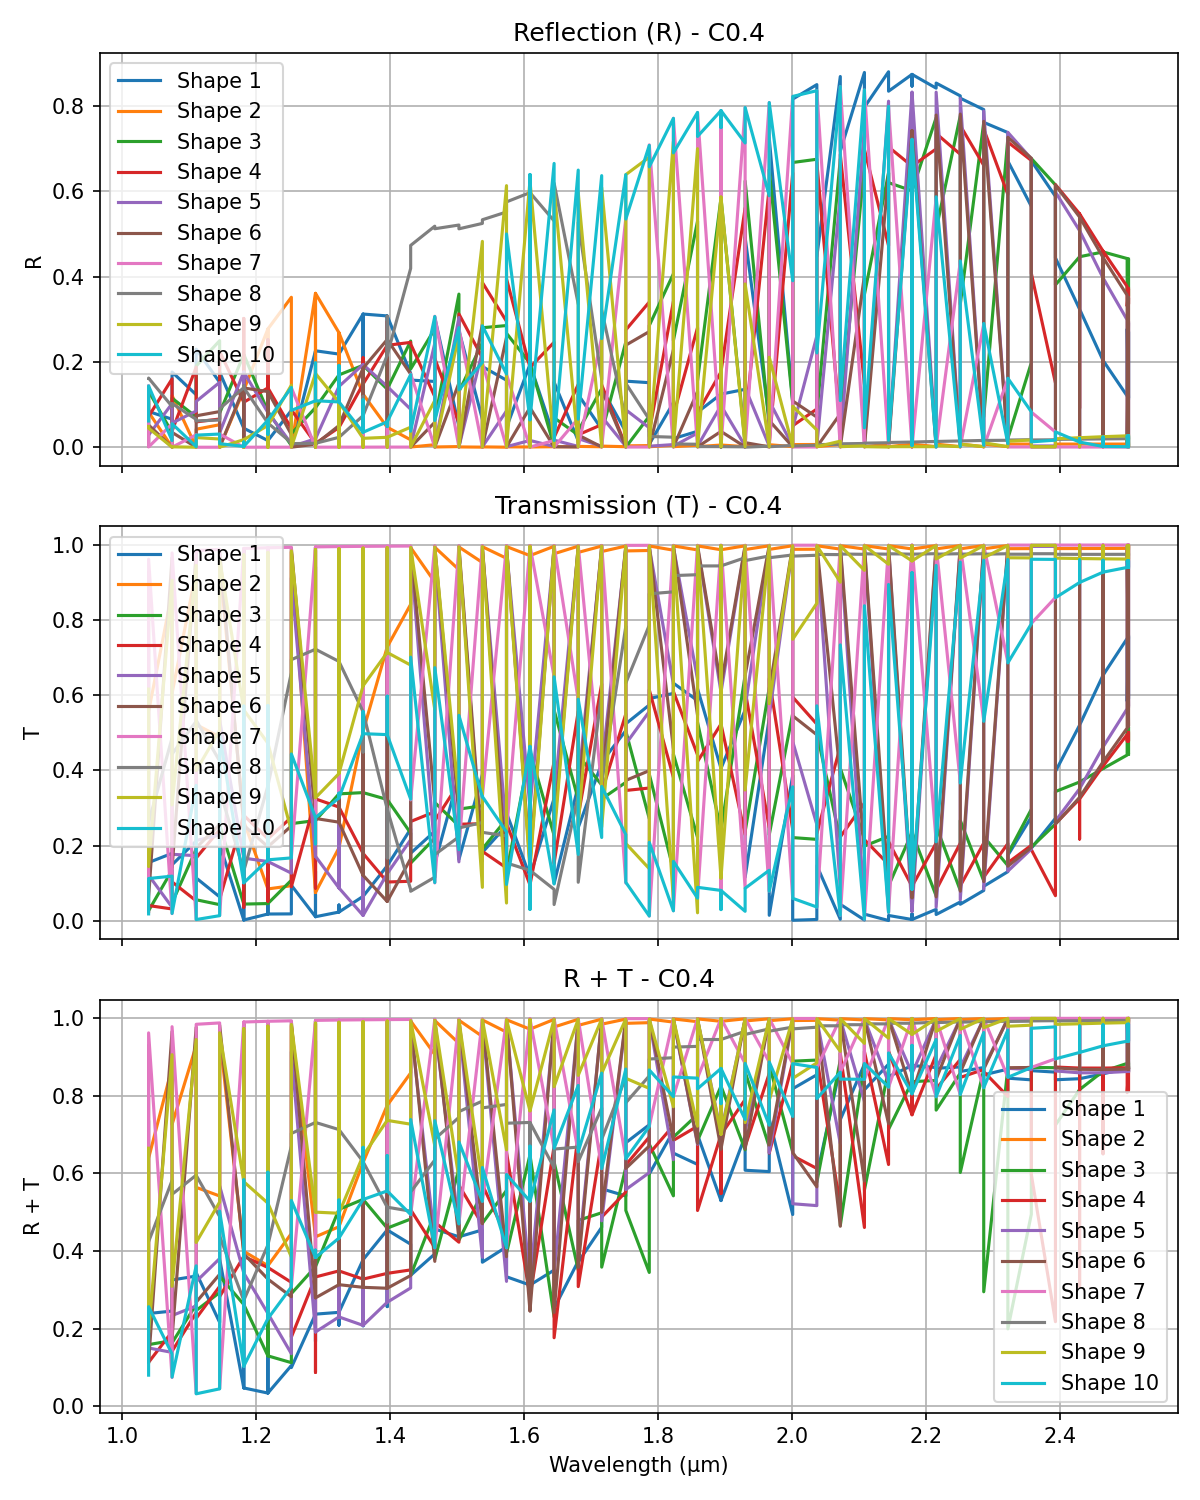 Reflection (R) - C0.4
0.8
0.6
0.4
0.2
0.0
R
Shape 1
Shape 2
Shape 3
Shape 4
Shape 5
Shape 6
Shape 7
Shape 8
Shape 9
Shape 10
Transmission (T) - C0.4
1.0
0.8
0.6
0.4
0.2
0.0
T
Shape 1
Shape 2
Shape 3
Shape 4
Shape 5
Shape 6
Shape 7
Shape 8
Shape 9
Shape 10
R + T - C0.4
1.0
0.8
0.6
0.4
0.2
0.0
R + T
Shape 1
Shape 2
Shape 3
Shape 4
Shape 5
Shape 6
Shape 7
Shape 8
Shape 9
Shape 10
1.0 1.2 1.4 1.6 1.8 2.0 2.2 2.4
Wavelength (μm)